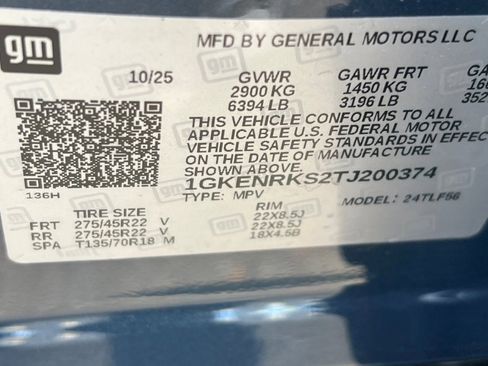 gm
MFD BY GENERAL MOTORS LLC
10/25 GVWR GAWR FRT
2900 KG 1450 KG
6394 LB 3196 LB
THIS VEHICLE CONFORMS TO ALL
APPLICABLE U.S. FEDERAL MOTOR
VEHICLE SAFETY STANDARDS IN EFFEC
ON THE DATE OF MANUFACTURE
SHOWN ABOVE.
1GKENRKS2TJ200374
136H TYPE: MPV MODEL: 24TLF56
TIRE SIZE RIM
FRT 275/45R22 V 22X8.5J
RR 275/45R22 V 22X8.5J
SPA T135/70R18 M 18X4.5B